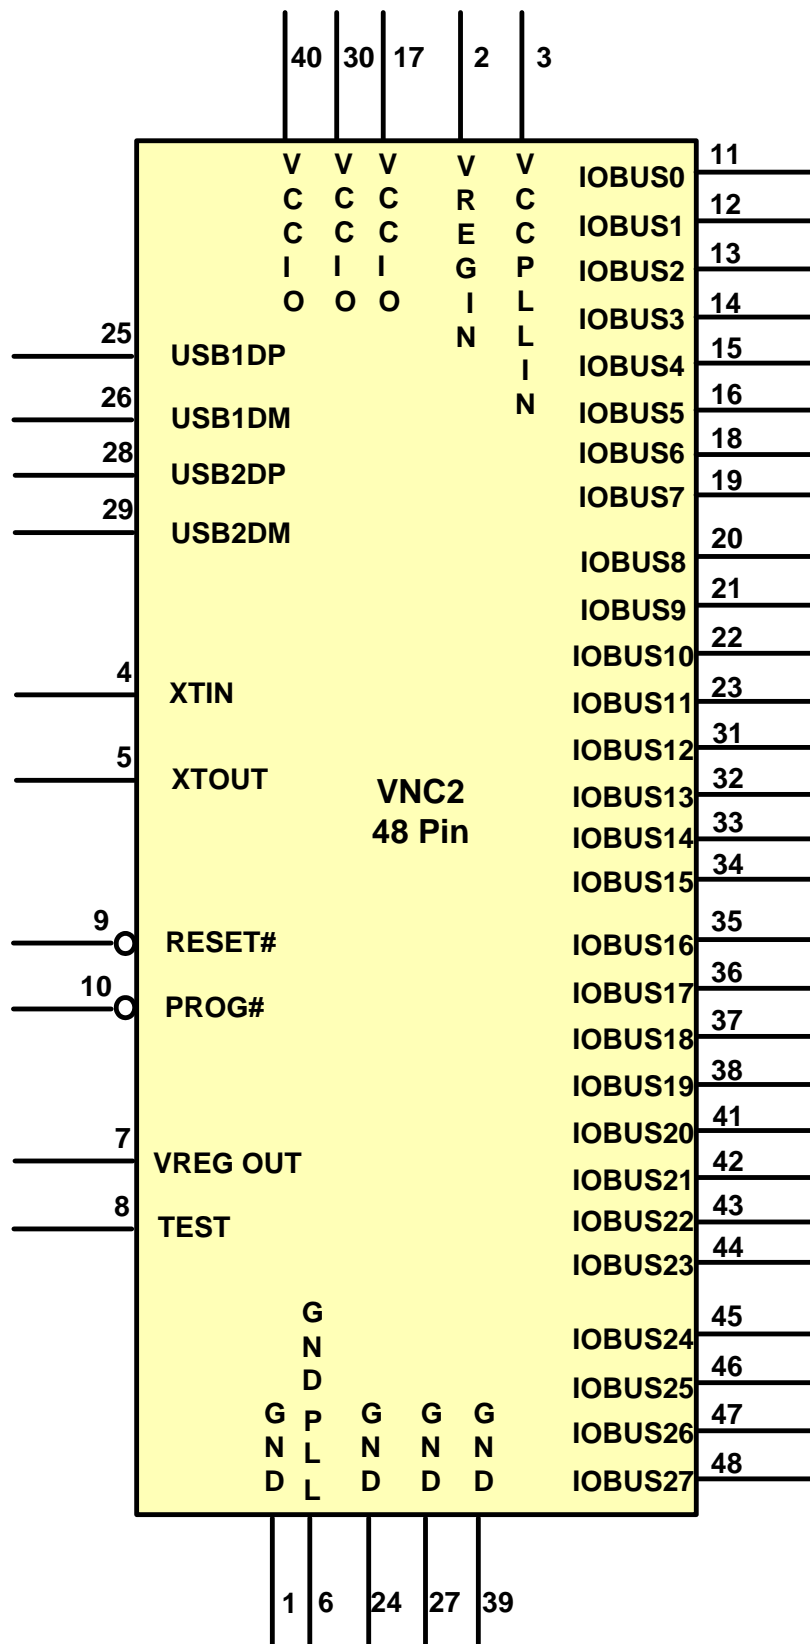 40 30 17 2 3
VCCIO VCCIO VCCIO VREGIN VCCPLLIN
25 USB1DP
26 USB1DM
28 USB2DP
29 USB2DM
4 XTIN
5 XTOUT
9 RESET#
10 PROG#
7 VREG OUT
8 TEST
VNC2
48 Pin
IOBUS0 11
IOBUS1 12
IOBUS2 13
IOBUS3 14
IOBUS4 15
IOBUS5 16
IOBUS6 18
IOBUS7 19
IOBUS8 20
IOBUS9 21
IOBUS10 22
IOBUS11 23
IOBUS12 31
IOBUS13 32
IOBUS14 33
IOBUS15 34
IOBUS16 35
IOBUS17 36
IOBUS18 37
IOBUS19 38
IOBUS20 41
IOBUS21 42
IOBUS22 43
IOBUS23 44
IOBUS24 45
IOBUS25 46
IOBUS26 47
IOBUS27 48
GND GND PLL GND GND GND
1 6 24 27 39